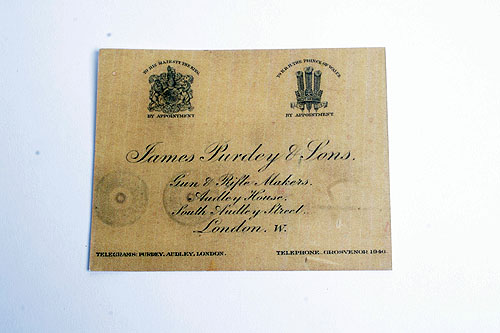 TO HIS MAJESTY THE KING
BY APPOINTMENT
TO H.R.H. THE PRINCE OF WALES
BY APPOINTMENT
James Purdey & Sons.
Gun & Rifle Makers.
Audley House.
South Audley Street.
London. W.
TELEGRAMS: PURDEY, AUDLEY, LONDON.
TELEPHONE, GROSVENOR 1846